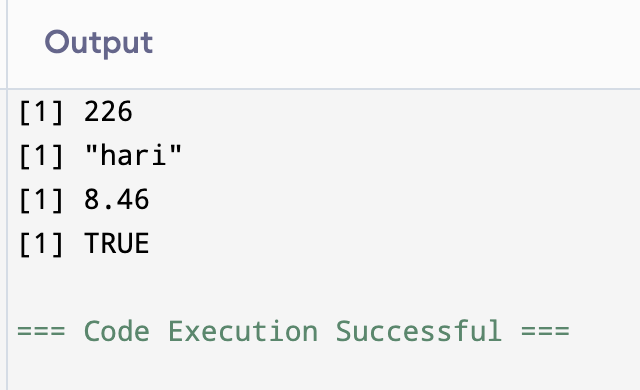 Output
[1] 226
[1] "hari"
[1] 8.46
[1] TRUE
=== Code Execution Successful ===